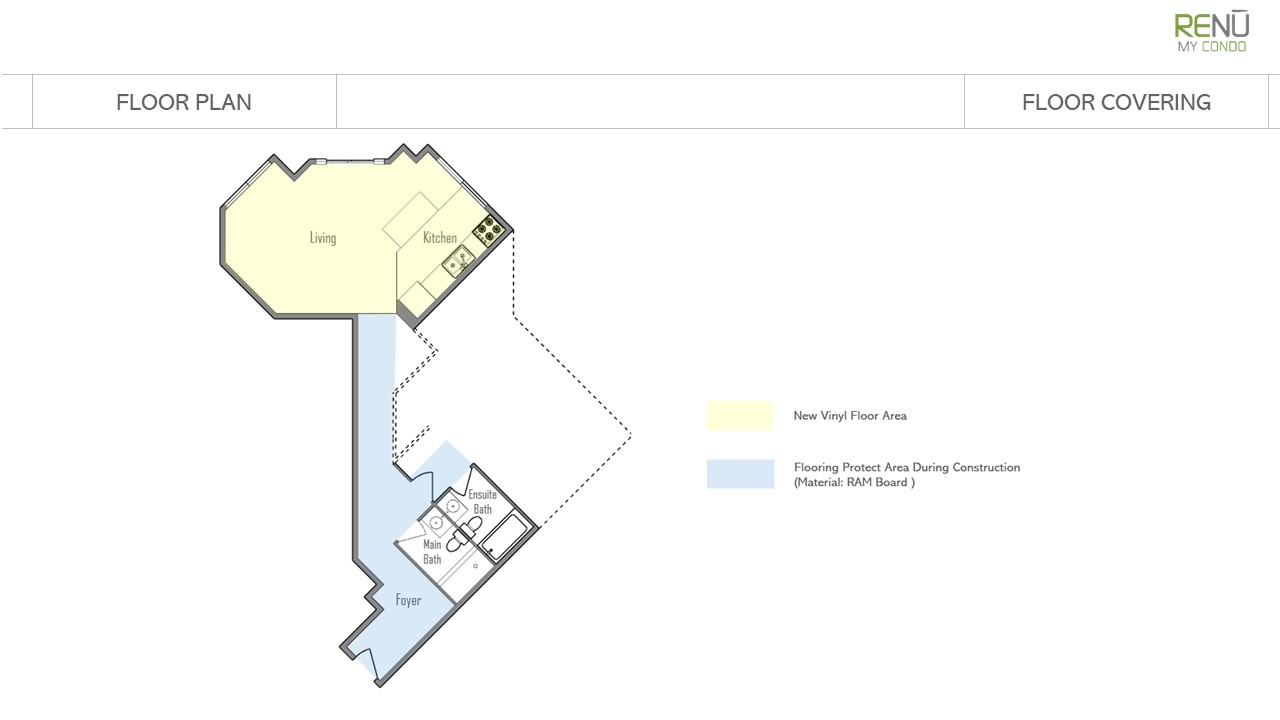 RENŪ
MY CONDO
FLOOR PLAN
FLOOR COVERING
Living
Kitchen
New Vinyl Floor Area
Flooring Protect Area During Construction
(Material: RAM Board )
Ensuite
Bath
Main
Bath
Foyer